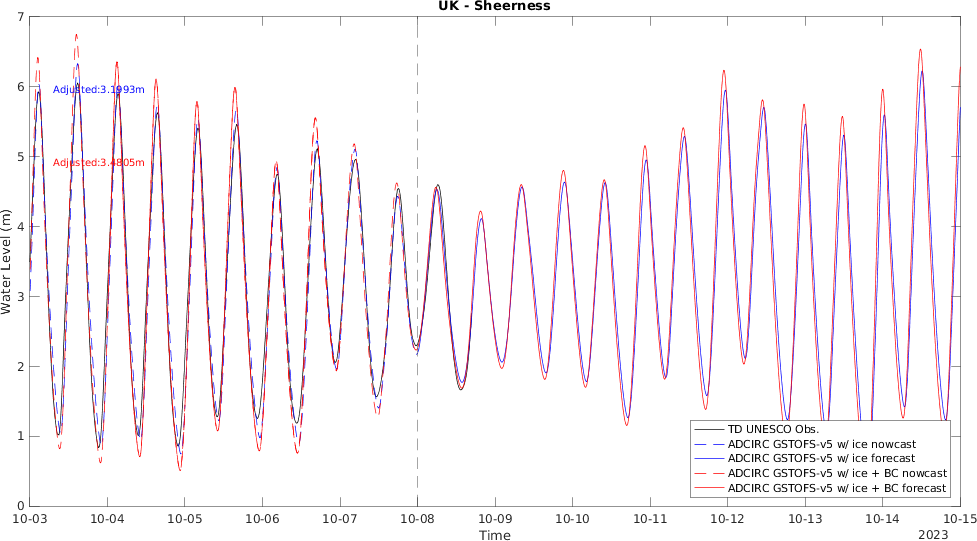 UK - Sheerness
7
6
5
4
3
2
1
0
Water Level (m)
Adjusted:3.1993m
Adjusted:3.4805m
TD UNESCO Obs.
ADCIRC GSTOFS-v5 w/ ice nowcast
ADCIRC GSTOFS-v5 w/ ice forecast
ADCIRC GSTOFS-v5 w/ ice + BC nowcast
ADCIRC GSTOFS-v5 w/ ice + BC forecast
10-03 10-04 10-05 10-06 10-07 10-08 10-09 10-10 10-11 10-12 10-13 10-14 10-15
Time
2023